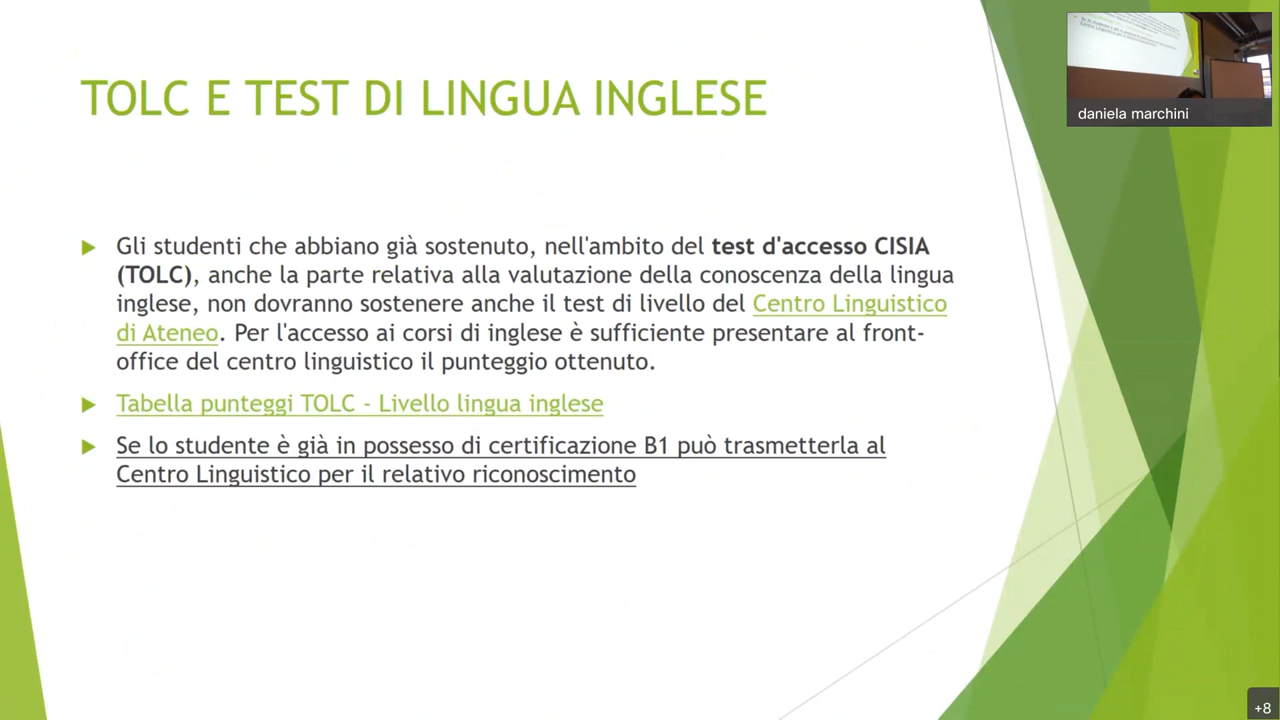 TOLC E TEST DI LINGUA INGLESE
daniela marchini
Gli studenti che abbiano già sostenuto, nell'ambito del test d'accesso CISIA
(TOLC), anche la parte relativa alla valutazione della conoscenza della lingua
inglese, non dovranno sostenere anche il test di livello del Centro Linguistico
di Ateneo. Per l'accesso ai corsi di inglese è sufficiente presentare al front-
office del centro linguistico il punteggio ottenuto.
Tabella punteggi TOLC - Livello lingua inglese
Se lo studente è già in possesso di certificazione B1 può trasmetterla al
Centro Linguistico per il relativo riconoscimento
+8